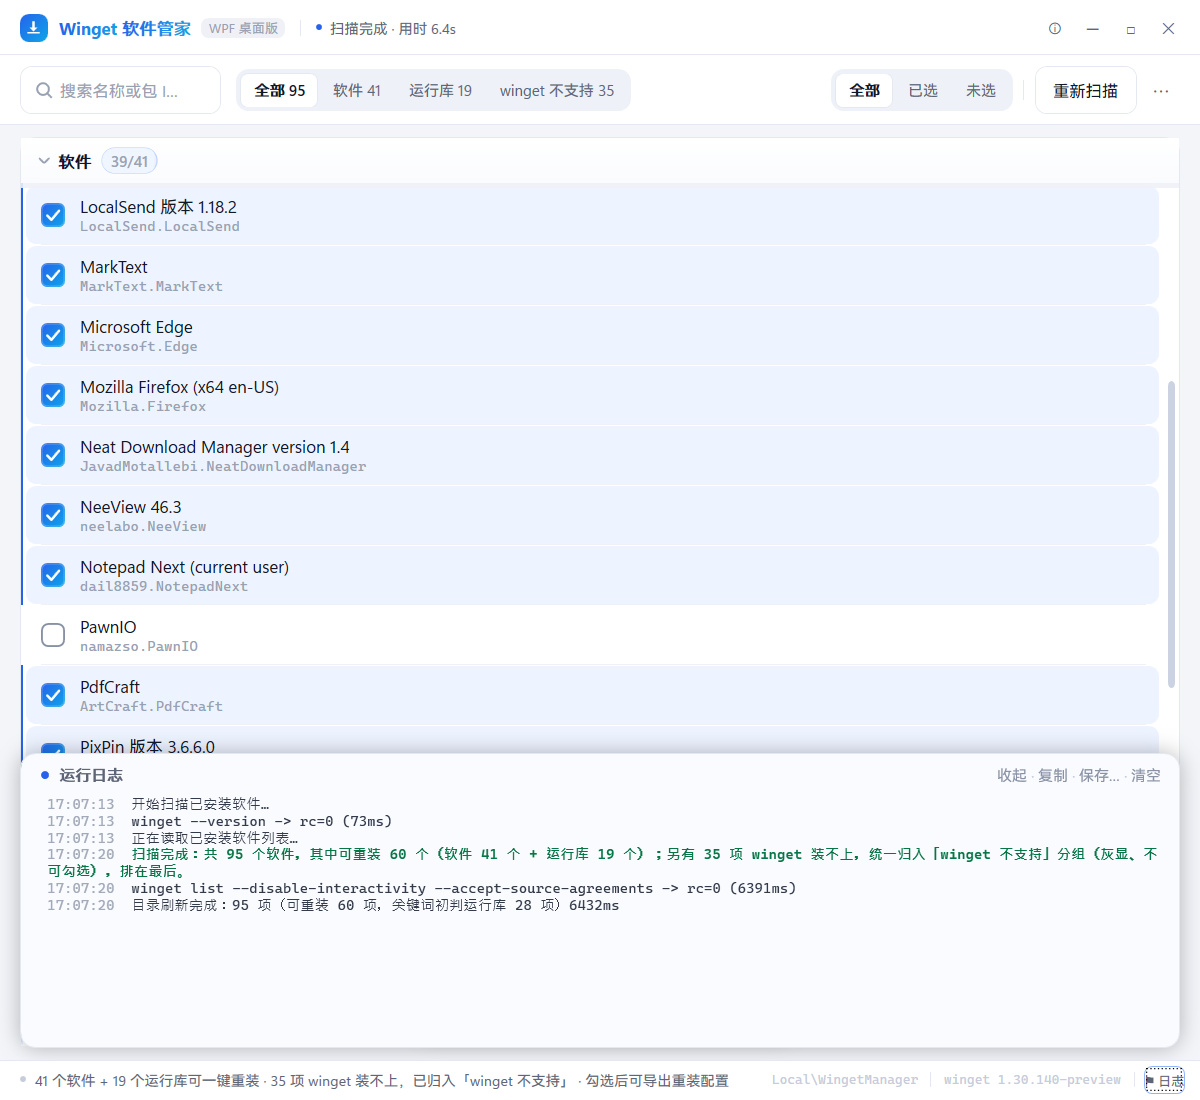 Winget 软件管家 WPF 桌面版 扫描完成 · 用时 6.4s
搜索名称或包 I... 全部 95 软件 41 运行库 19 winget 不支持 35 全部 已选 未选 重新扫描 ···
软件 39/41
LocalSend 版本 1.18.2
LocalSend.LocalSend
MarkText
MarkText.MarkText
Microsoft Edge
Microsoft.Edge
Mozilla Firefox (x64 en-US)
Mozilla.Firefox
Neat Download Manager version 1.4
JavadMotallebi.NeatDownloadManager
NeeView 46.3
neelabo.NeeView
Notepad Next (current user)
dail8859.NotepadNext
PawnIO
namazso.PawnIO
PdfCraft
ArtCraft.PdfCraft
PixPin 版本 3.6.6.0
运行日志 收起 · 复制 · 保存... · 清空
17:07:13 开始扫描已安装软件…
17:07:13 winget --version -> rc=0 (73ms)
17:07:13 正在读取已安装软件列表…
17:07:20 扫描完成：共 95 个软件，其中可重装 60 个（软件 41 个 + 运行库 19 个）；另有 35 项 winget 装不上，统一归入「winget 不支持」分组（灰显、不
可勾选），排在最后。
17:07:20 winget list --disable-interactivity --accept-source-agreements -> rc=0 (6391ms)
17:07:20 目录刷新完成：95 项（可重装 60 项，关键词初判运行库 28 项）6432ms
41 个软件 + 19 个运行库可一键重装 · 35 项 winget 装不上，已归入「winget 不支持」 · 勾选后可导出重装配置 Local\WingetManager winget 1.30.140-preview 日志